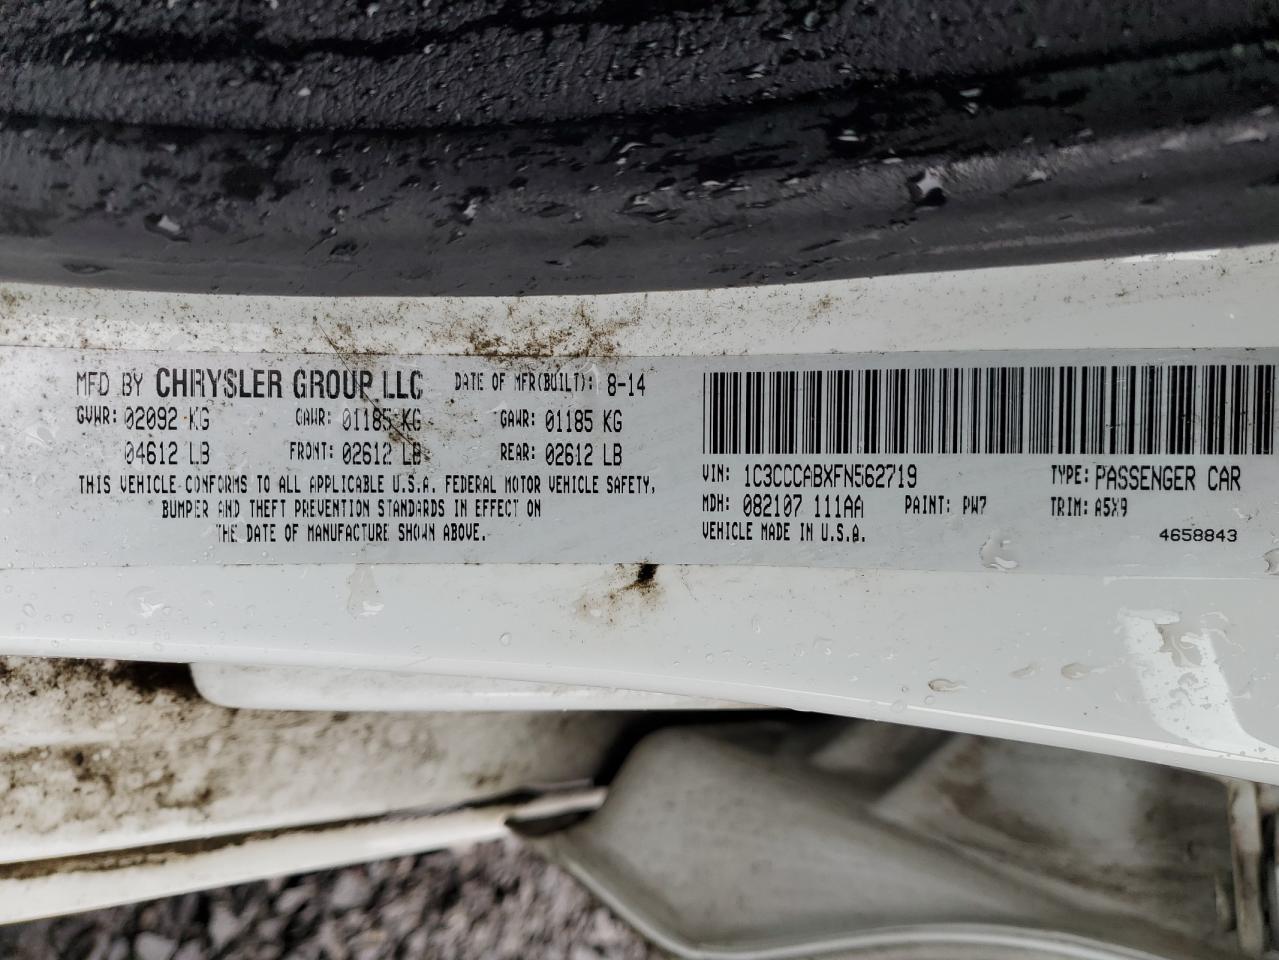 MFD BY CHRYSLER GROUP LLC DATE OF MFR(BUILT): 8-14
GVWR: 02092 KG GAWR: 01185 KG GAWR: 01185 KG
04612 LB FRONT: 02612 LB REAR: 02612 LB
THIS VEHICLE CONFORMS TO ALL APPLICABLE U.S.A. FEDERAL MOTOR VEHICLE SAFETY,
BUMPER AND THEFT PREVENTION STANDARDS IN EFFECT ON
THE DATE OF MANUFACTURE SHOWN ABOVE.
VIN: 1C3CCCABXFN562719 TYPE: PASSENGER CAR
MDH: 082107 111AA PAINT: PW7 TRIM: A5X9
VEHICLE MADE IN U.S.A. 4658843